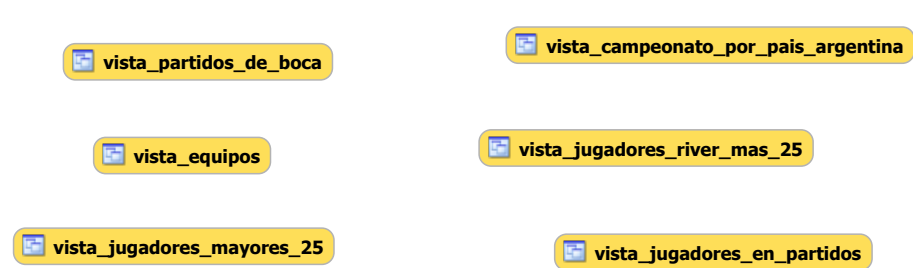 vista_partidos_de_boca
vista_campeonato_por_pais_argentina
vista_equipos
vista_jugadores_river_mas_25
vista_jugadores_mayores_25
vista_jugadores_en_partidos